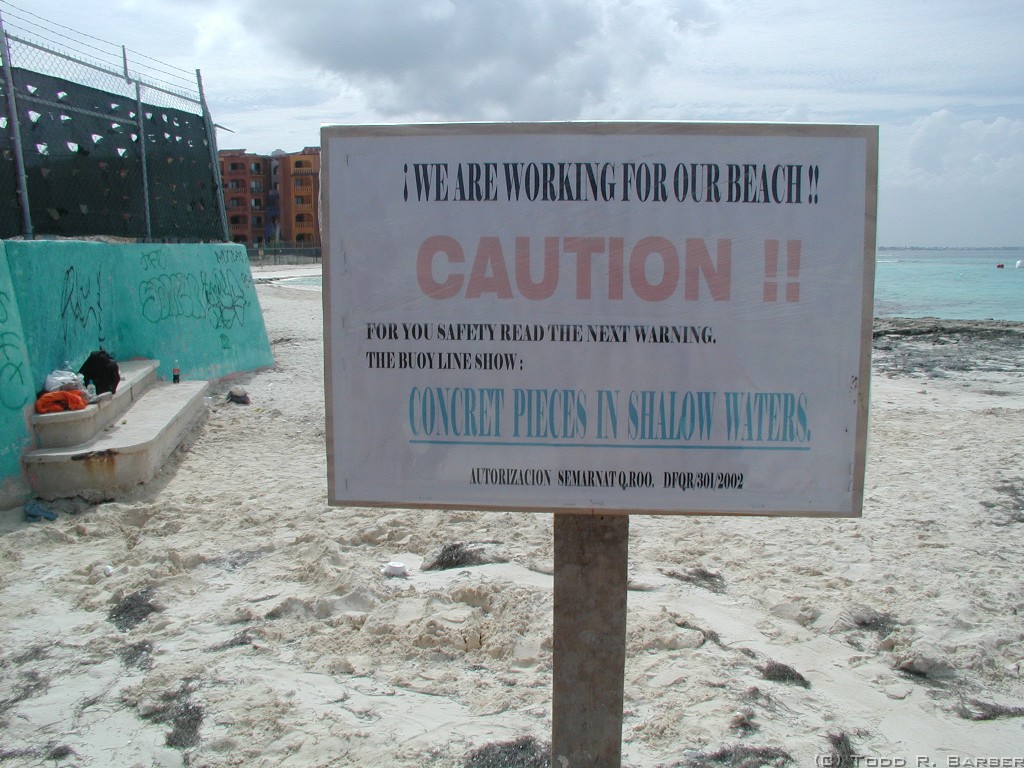 ¡WE ARE WORKING FOR OUR BEACH!!
CAUTION !!
FOR YOU SAFETY READ THE NEXT WARNING.
THE BUOY LINE SHOW:
CONCRET PIECES IN SHALOW WATERS.
AUTORIZACION SEMARNAT Q.ROO. DFQR/301/2002
(C) TODD R. BARBER